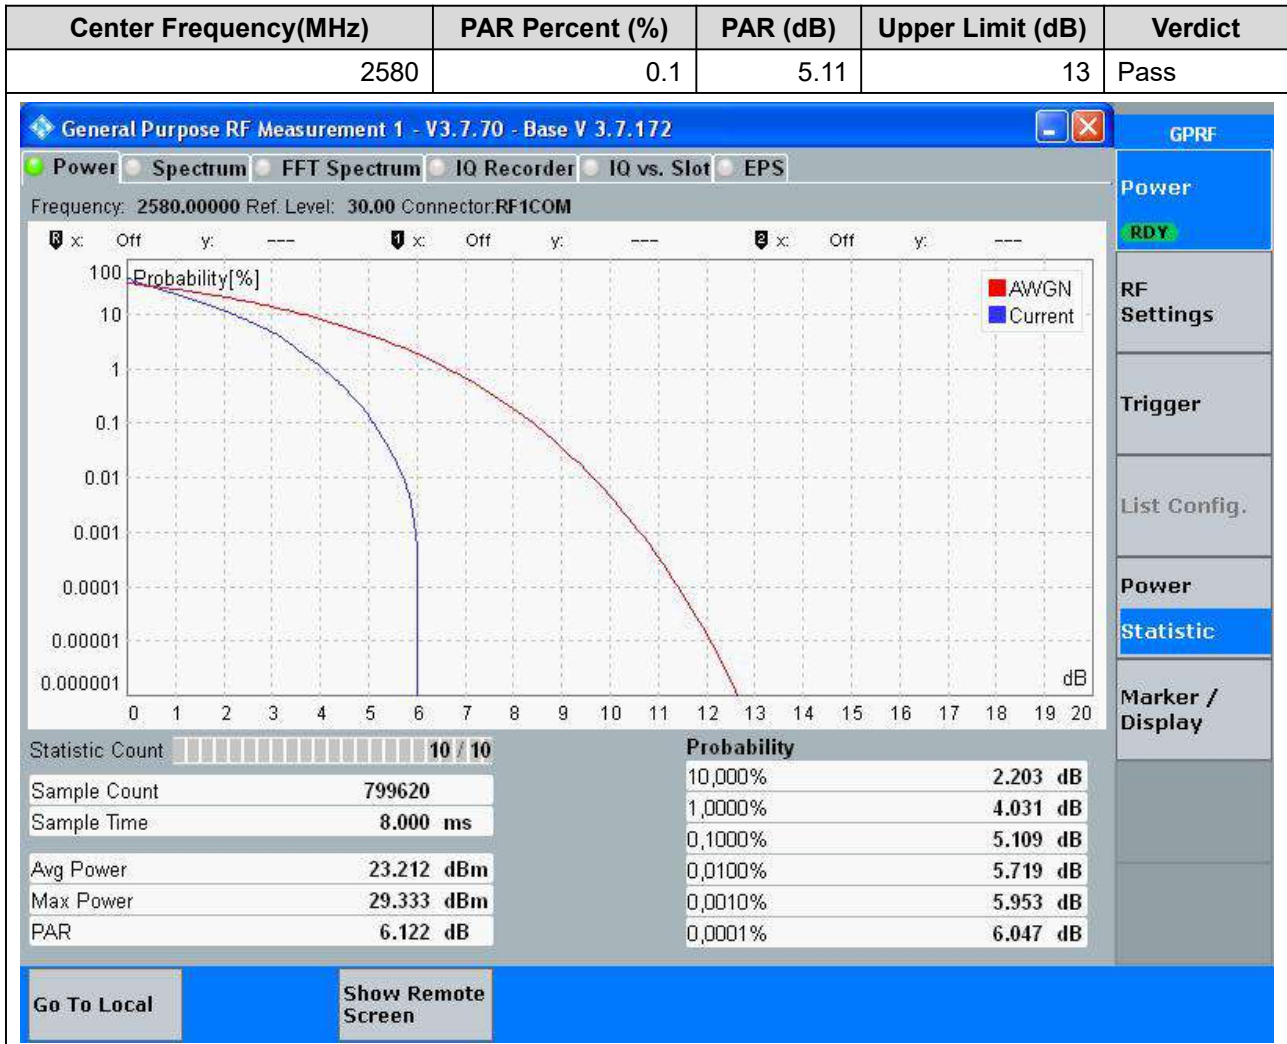 Center Frequency(MHz) PAR Percent (%) PAR (dB) Upper Limit (dB) Verdict
2580 0.1 5.11 13 Pass
General Purpose RF Measurement 1 - V3.7.70 - Base V 3.7.172
GPRF
Power Spectrum FFT Spectrum IQ Recorder IQ vs. Slot EPS
Power
RDY
Frequency: 2580.00000 Ref. Level: 30.00 Connector:RF1COM
R x: Off y: --- 1 x: Off y: --- 2 x: Off y: ---
100 Probability[%]
AWGN
Current
10
1
0.1
0.01
0.001
0.0001
0.00001
0.000001
dB
0 1 2 3 4 5 6 7 8 9 10 11 12 13 14 15 16 17 18 19 20
RF
Settings
Trigger
List Config.
Power
Statistic
Marker /
Display
Statistic Count 10 / 10
Sample Count 799620
Sample Time 8.000 ms
Avg Power 23.212 dBm
Max Power 29.333 dBm
PAR 6.122 dB
Probability
10,000% 2.203 dB
1,0000% 4.031 dB
0,1000% 5.109 dB
0,0100% 5.719 dB
0,0010% 5.953 dB
0,0001% 6.047 dB
Go To Local
Show Remote
Screen